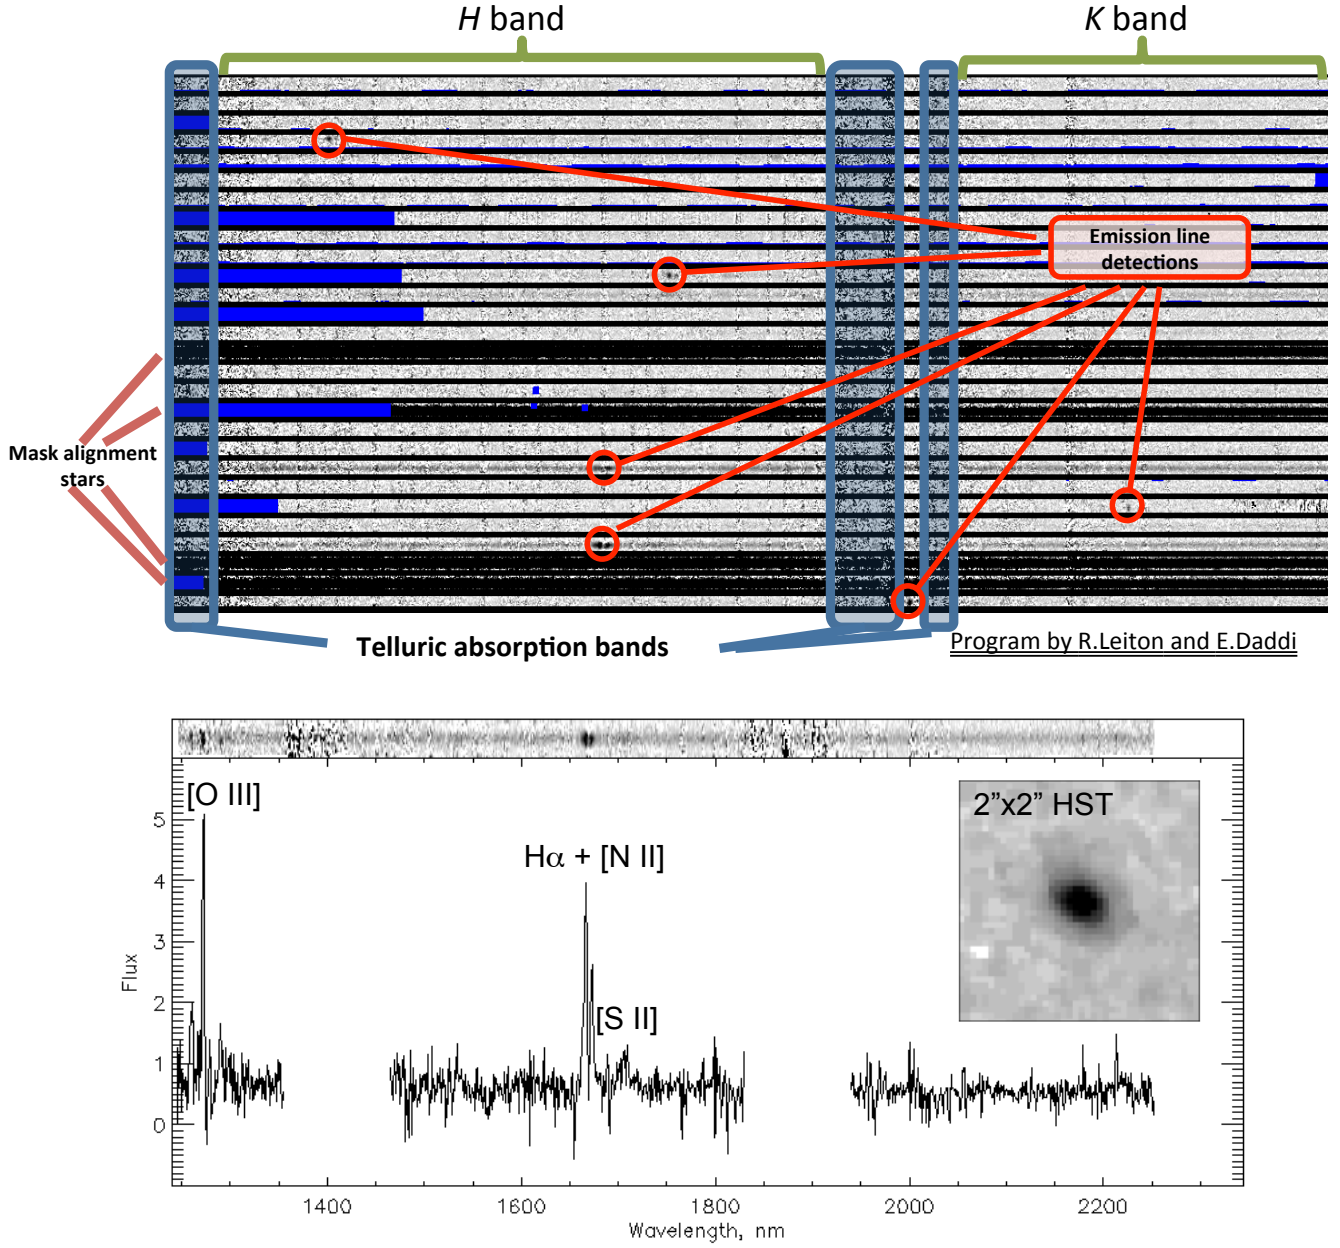 H band
K band
Emission line
detections
Mask alignment
stars
Telluric absorption bands
Program by R.Leiton and E.Daddi
[O III]
2”x2” HST
Hα + [N II]
[S II]
5
4
3
2
1
0
Flux
1400
1600
1800
2000
2200
Wavelength, nm